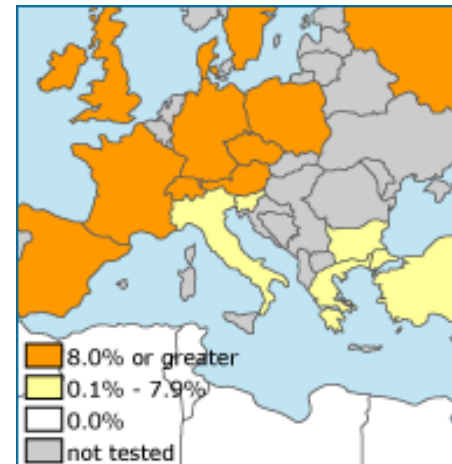 8.0% or greater
0.1% - 7.9%
0.0%
not tested